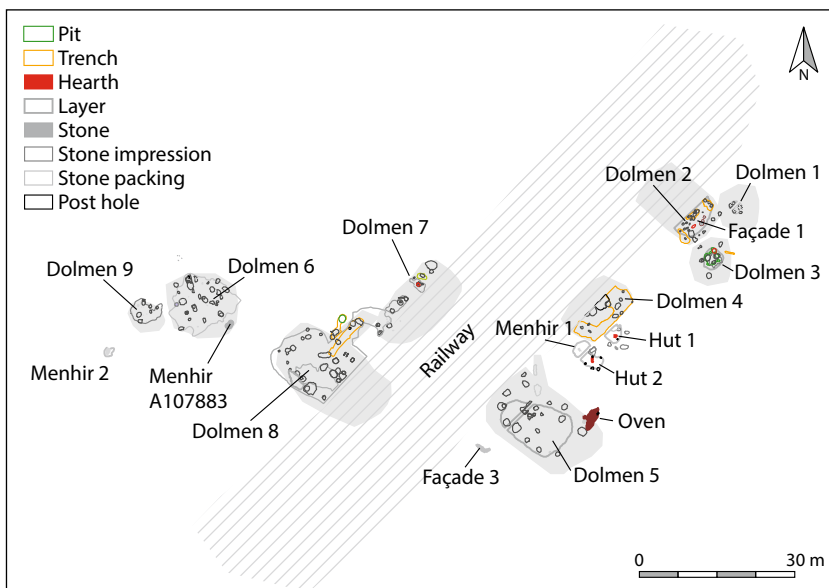 Pit
Trench
Hearth
Layer
Stone
Stone impression
Stone packing
Post hole
N
Dolmen 1
Dolmen 2
Façade 1
Dolmen 3
Dolmen 7
Dolmen 9
Dolmen 6
Dolmen 4
Menhir 1
Hut 1
Railway
Menhir 2
Menhir
A107883
Hut 2
Dolmen 8
Oven
Façade 3
Dolmen 5
0
30 m